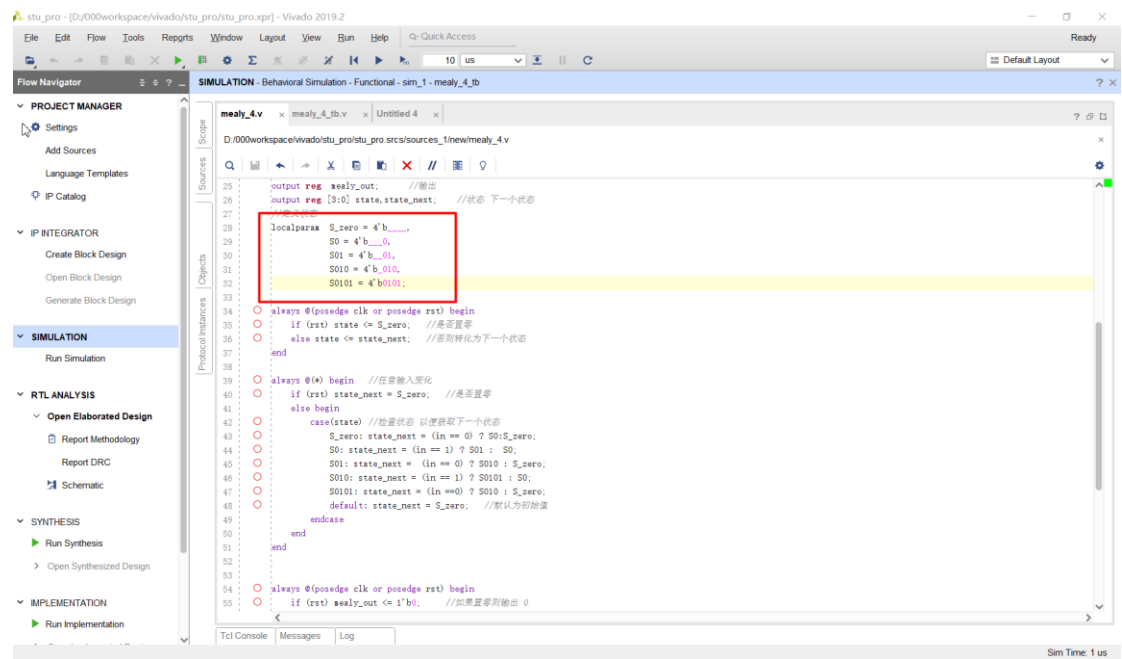 stu_pro - [D:/000workspace/vivado/stu_pro/stu_pro.xpr] - Vivado 2019.2
File Edit Flow Tools Reports Window Layout View Run Help Q- Quick Access
Ready
10 us
Default Layout
Flow Navigator
SIMULATION - Behavioral Simulation - Functional - sim_1 - mealy_4_tb
PROJECT MANAGER
Settings
Add Sources
Language Templates
IP Catalog
IP INTEGRATOR
Create Block Design
Open Block Design
Generate Block Design
SIMULATION
Run Simulation
RTL ANALYSIS
Open Elaborated Design
Report Methodology
Report DRC
Schematic
SYNTHESIS
Run Synthesis
Open Synthesized Design
IMPLEMENTATION
Run Implementation
Scope
Sources
Objects
Protocol Instances
mealy_4.v mealy_4_tb.v Untitled 4
D:/000workspace/vivado/stu_pro/stu_pro.srcs/sources_1/new/mealy_4.v
25 output reg mealy_out; //输出
26 output reg [3:0] state,state_next; //状态 下一个状态
27 //定义状态
28 localparam S_zero = 4'b____,
29 S0 = 4'b___0,
30 S01 = 4'b__01,
31 S010 = 4'b_010,
32 S0101 = 4'b0101;
33
34 always @(posedge clk or posedge rst) begin
35 if (rst) state <= S_zero; //是否置零
36 else state <= state_next; //否则转化为下一个状态
37 end
38
39 always @(*) begin //任意输入变化
40 if (rst) state_next = S_zero; //是否置零
41 else begin
42 case(state) //检查状态 以便获取下一个状态
43 S_zero: state_next = (in == 0) ? S0:S_zero;
44 S0: state_next = (in == 1) ? S01 : S0;
45 S01: state_next = (in == 0) ? S010 : S_zero;
46 S010: state_next = (in == 1) ? S0101 : S0;
47 S0101: state_next = (in ==0) ? S010 : S_zero;
48 default: state_next = S_zero; //默认为初始值
49 endcase
50 end
51 end
52
53
54 always @(posedge clk or posedge rst) begin
55 if (rst) mealy_out <= 1'b0; //如果置零则输出 0
Tcl Console Messages Log
Sim Time: 1 us